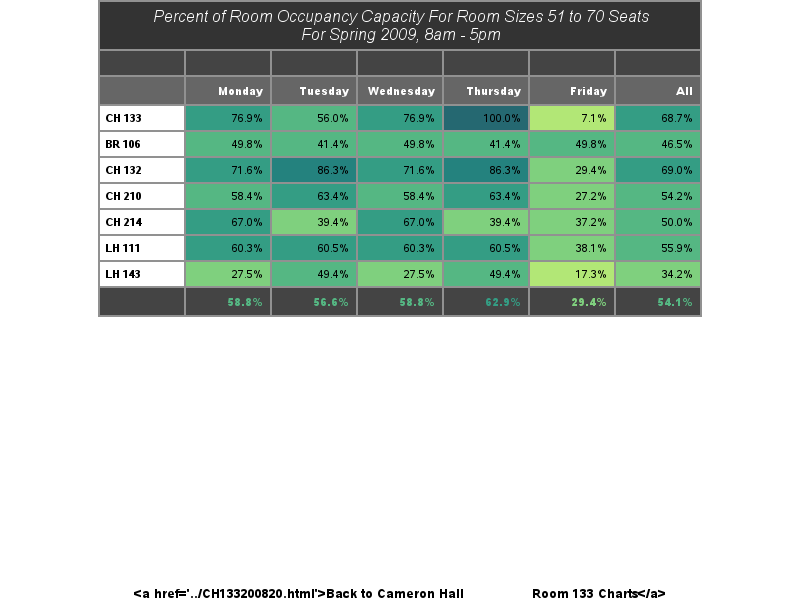 Percent of Room Occupancy Capacity For Room Sizes 51 to 70 Seats
For Spring 2009, 8am - 5pm
Monday Tuesday Wednesday Thursday Friday All
CH 133 76.9% 56.0% 76.9% 100.0% 7.1% 68.7%
BR 106 49.8% 41.4% 49.8% 41.4% 49.8% 46.5%
CH 132 71.6% 86.3% 71.6% 86.3% 29.4% 69.0%
CH 210 58.4% 63.4% 58.4% 63.4% 27.2% 54.2%
CH 214 67.0% 39.4% 67.0% 39.4% 37.2% 50.0%
LH 111 60.3% 60.5% 60.3% 60.5% 38.1% 55.9%
LH 143 27.5% 49.4% 27.5% 49.4% 17.3% 34.2%
58.8% 56.6% 58.8% 62.9% 29.4% 54.1%
<a href='../CH133200820.html'>Back to Cameron Hall Room 133 Charts</a>